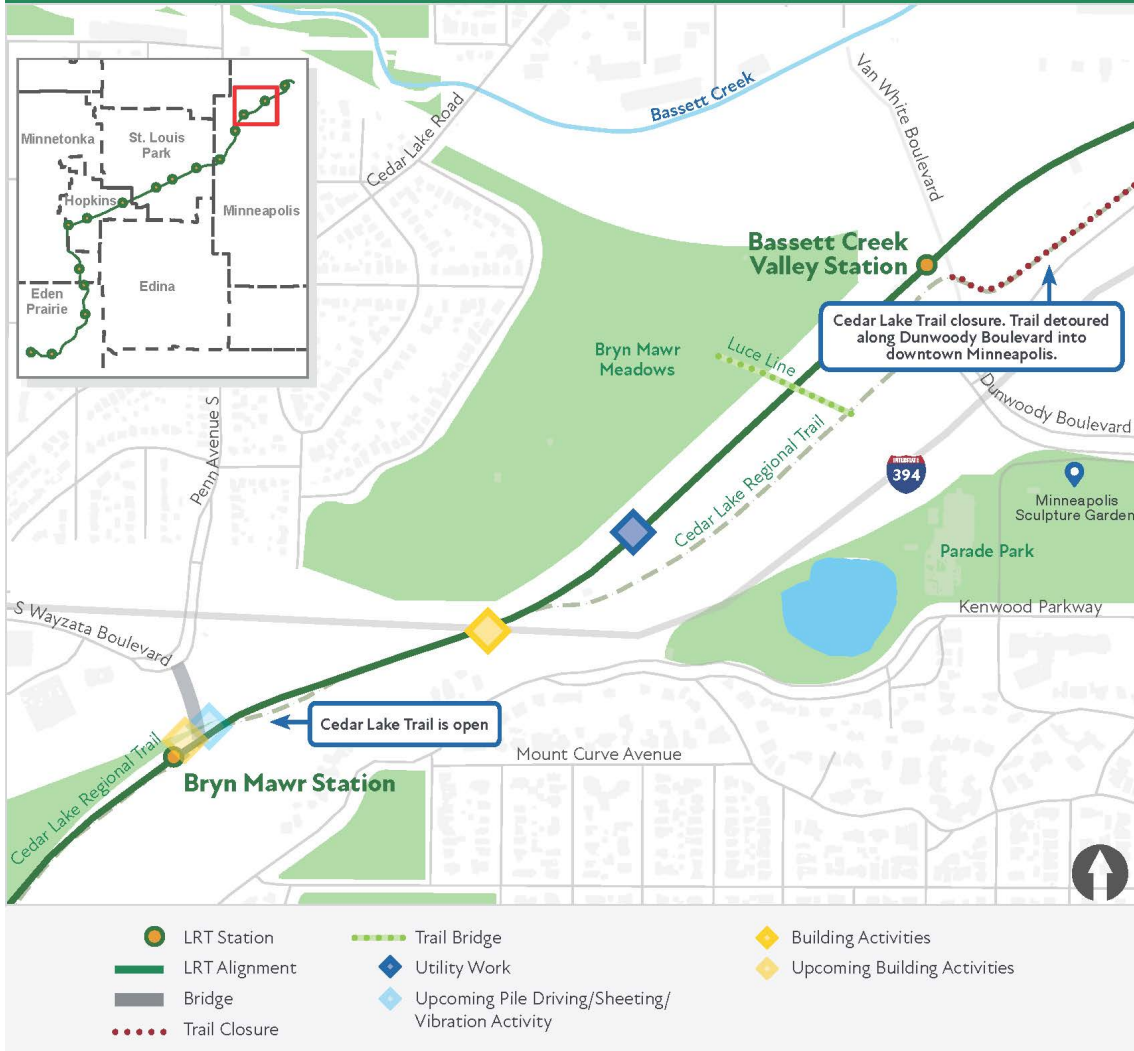 Minnetonka
St. Louis
Park
Hopkins
Minneapolis
Eden
Prairie
Edina
Cedar Lake Road
Bassett Creek
Van White Boulevard
Bassett Creek
Valley Station
Cedar Lake Trail closure. Trail detoured
along Dunwoody Boulevard into
downtown Minneapolis.
Bryn Mawr
Meadows
Luce Line
Dunwoody Boulevard
Penn Avenue S
Cedar Lake Regional Trail
INTERSTATE
394
Minneapolis
Sculpture Garden
Parade Park
Kenwood Parkway
S Wayzata Boulevard
Cedar Lake Trail is open
Mount Curve Avenue
Cedar Lake Regional Trail
Bryn Mawr Station
LRT Station
LRT Alignment
Bridge
Trail Closure
Trail Bridge
Utility Work
Upcoming Pile Driving/Sheeting/
Vibration Activity
Building Activities
Upcoming Building Activities